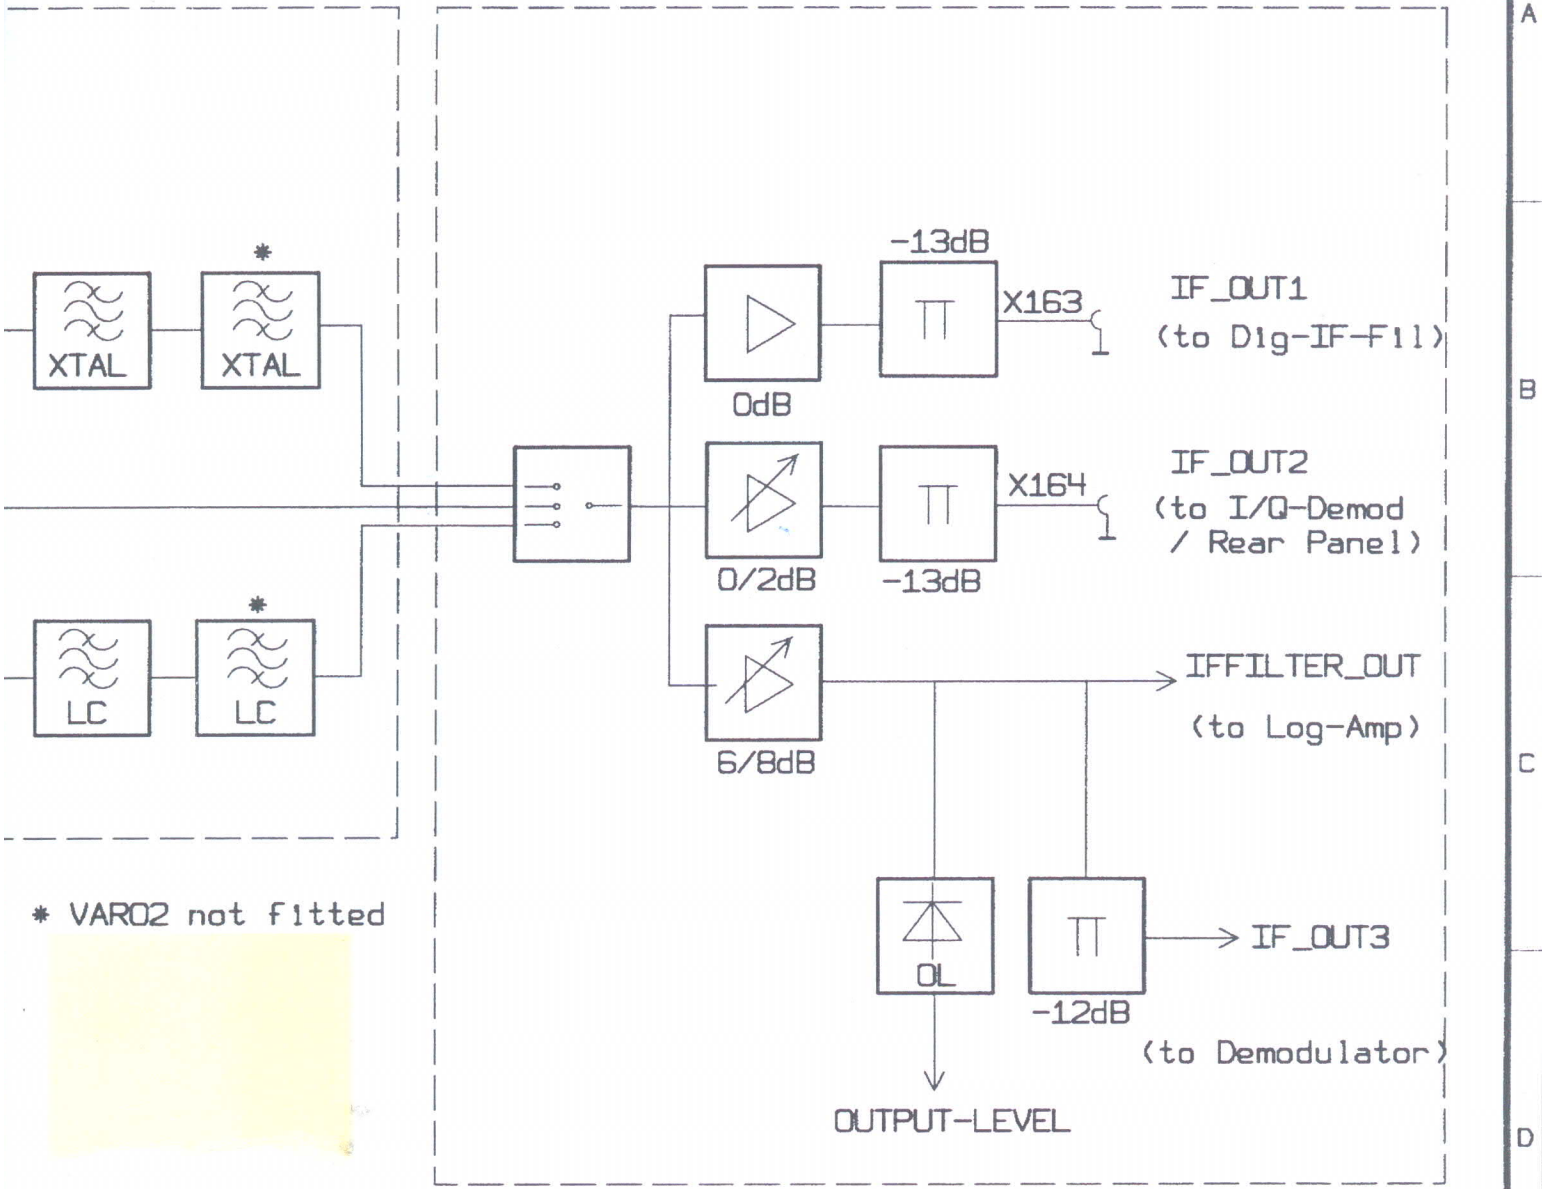 A
-13dB
*
IF_OUT1
X163
(to Dig-IF-Fil)
XTAL
XTAL
0dB
B
IF_OUT2
X164
(to I/Q-Demod
/ Rear Panel)
0/2dB
-13dB
*
IFFILTER_OUT
LC
LC
(to Log-Amp)
6/8dB
C
* VAR02 not fitted
IF_OUT3
OL
-12dB
(to Demodulator)
OUTPUT-LEVEL
D